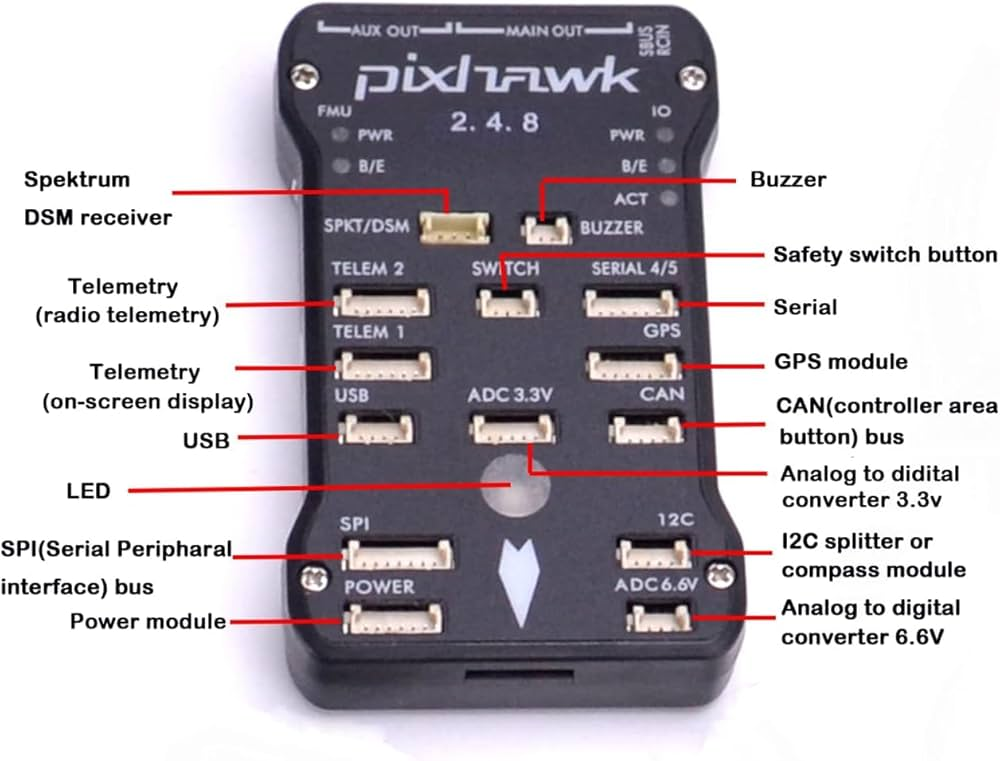 AUX OUT MAIN OUT SBUS
RCIN
pixhawk
2. 4. 8
FMU IO
PWR PWR
B/E B/E
ACT
Spektrum
DSM receiver
Buzzer
SPKT/DSM BUZZER
TELEM 2 SWITCH SERIAL 4/5
Safety switch button
Telemetry
(radio telemetry)
Serial
TELEM 1 GPS
Telemetry
(on-screen display)
GPS module
USB ADC 3.3V CAN
CAN(controller area
button) bus
USB
LED
Analog to didital
converter 3.3v
SPI 12C
SPI(Serial Peripharal
interface) bus
I2C splitter or
compass module
POWER ADC6.6V
Power module
Analog to digital
converter 6.6V